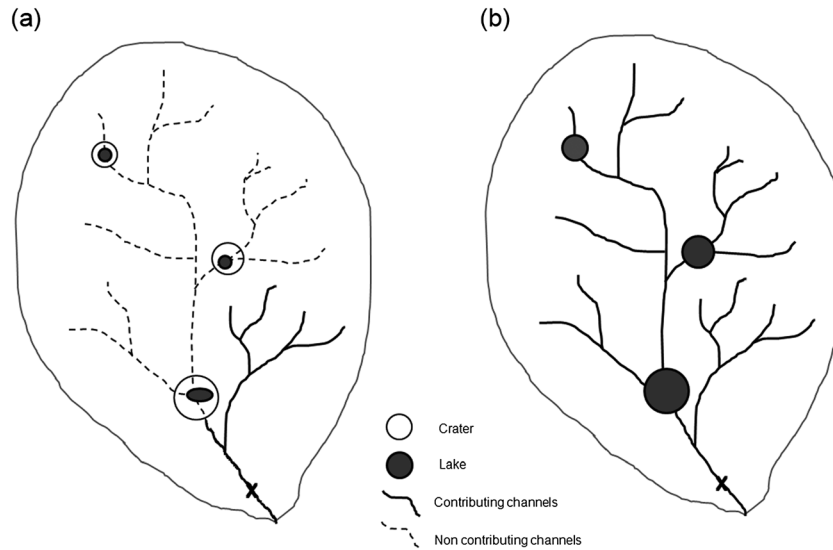 (a)
(b)
Crater
Lake
Contributing channels
Non contributing channels